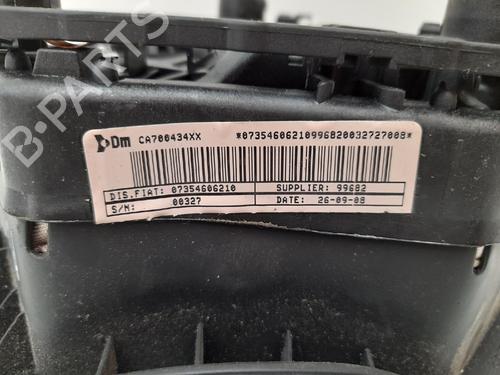 B-PARTS
Dm CA700434XX *07354606210996820032727008*
DIS.FIAT: 07354606210 SUPPLIER: 99682
S/N: 00327 DATE: 26-09-08